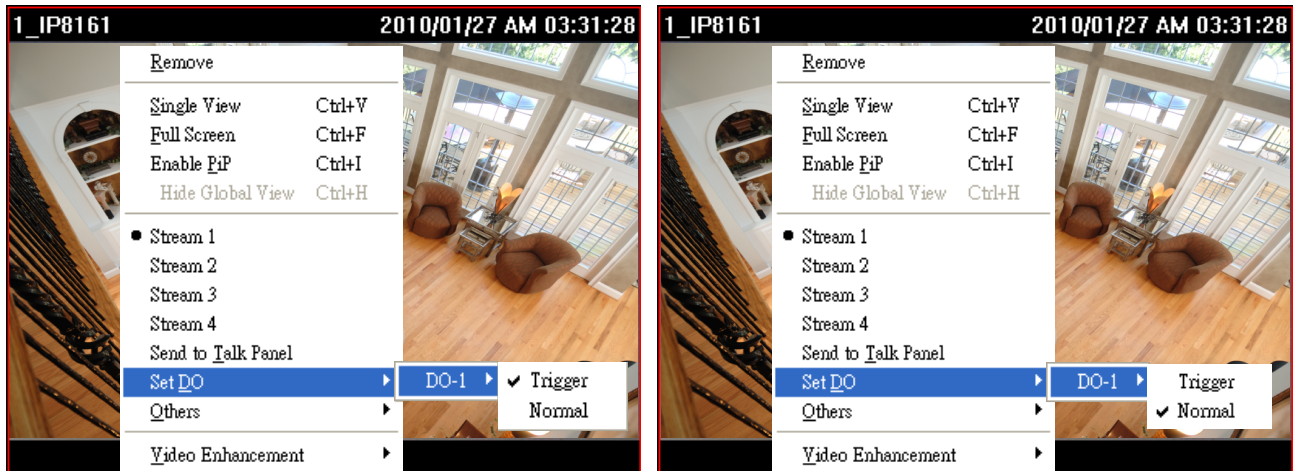 1_IP8161 2010/01/27 AM 03:31:28
Remove
Single View Ctrl+V
Full Screen Ctrl+F
Enable PiP Ctrl+I
Hide Global View Ctrl+H
Stream 1
Stream 2
Stream 3
Stream 4
Send to Talk Panel
Set DO DO-1 Trigger
Others Normal
Video Enhancement
1_IP8161 2010/01/27 AM 03:31:28
Remove
Single View Ctrl+V
Full Screen Ctrl+F
Enable PiP Ctrl+I
Hide Global View Ctrl+H
Stream 1
Stream 2
Stream 3
Stream 4
Send to Talk Panel
Set DO DO-1 Trigger
Others Normal
Video Enhancement